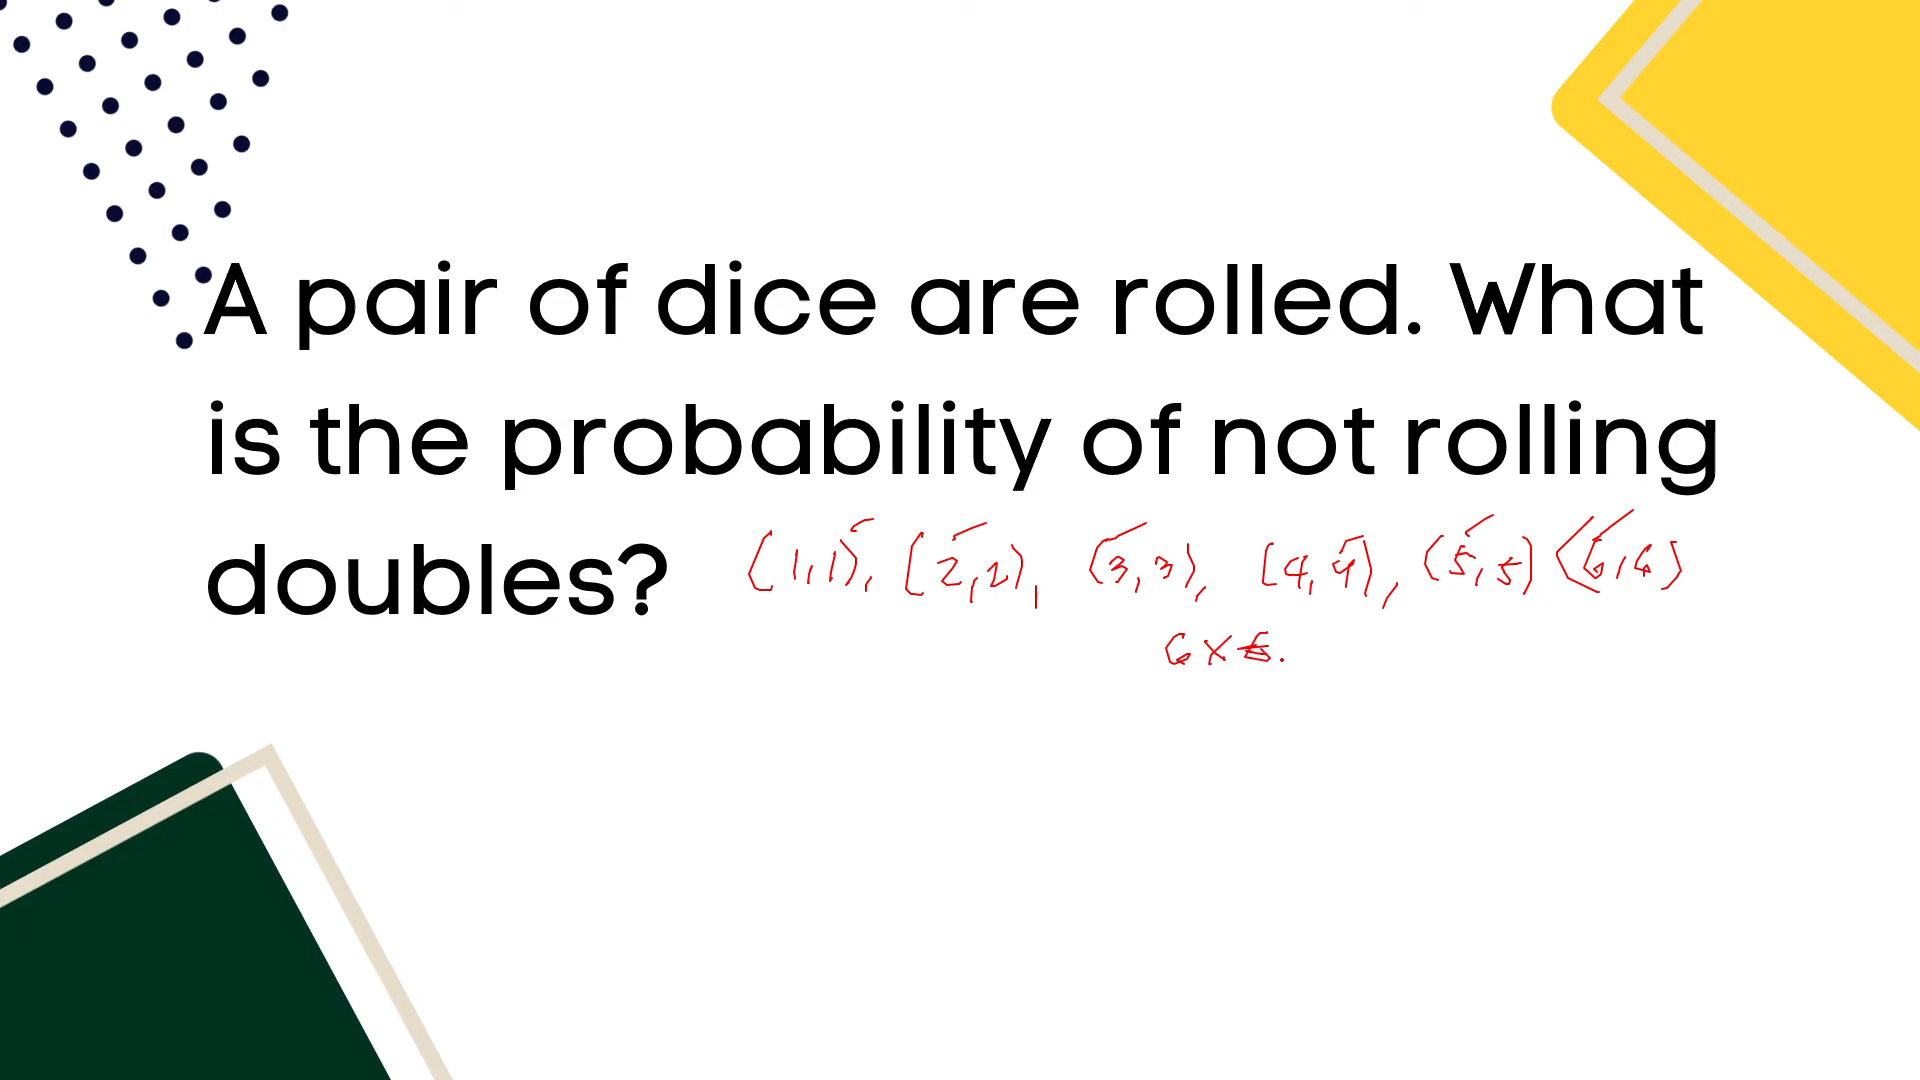 A pair of dice are rolled. What
is the probability of not rolling
doubles? (1,1), (2,2), (3,3), (4,4), (5,5) (6,6)
6 x